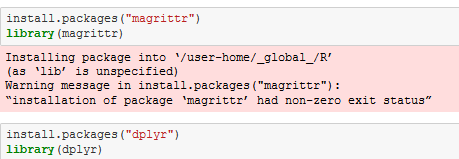 install.packages("magrittr")
library(magrittr)
Installing package into ‘/user-home/_global_/R’
(as ‘lib’ is unspecified)
Warning message in install.packages("magrittr"):
“installation of package ‘magrittr’ had non-zero exit status”
install.packages("dplyr")
library(dplyr)